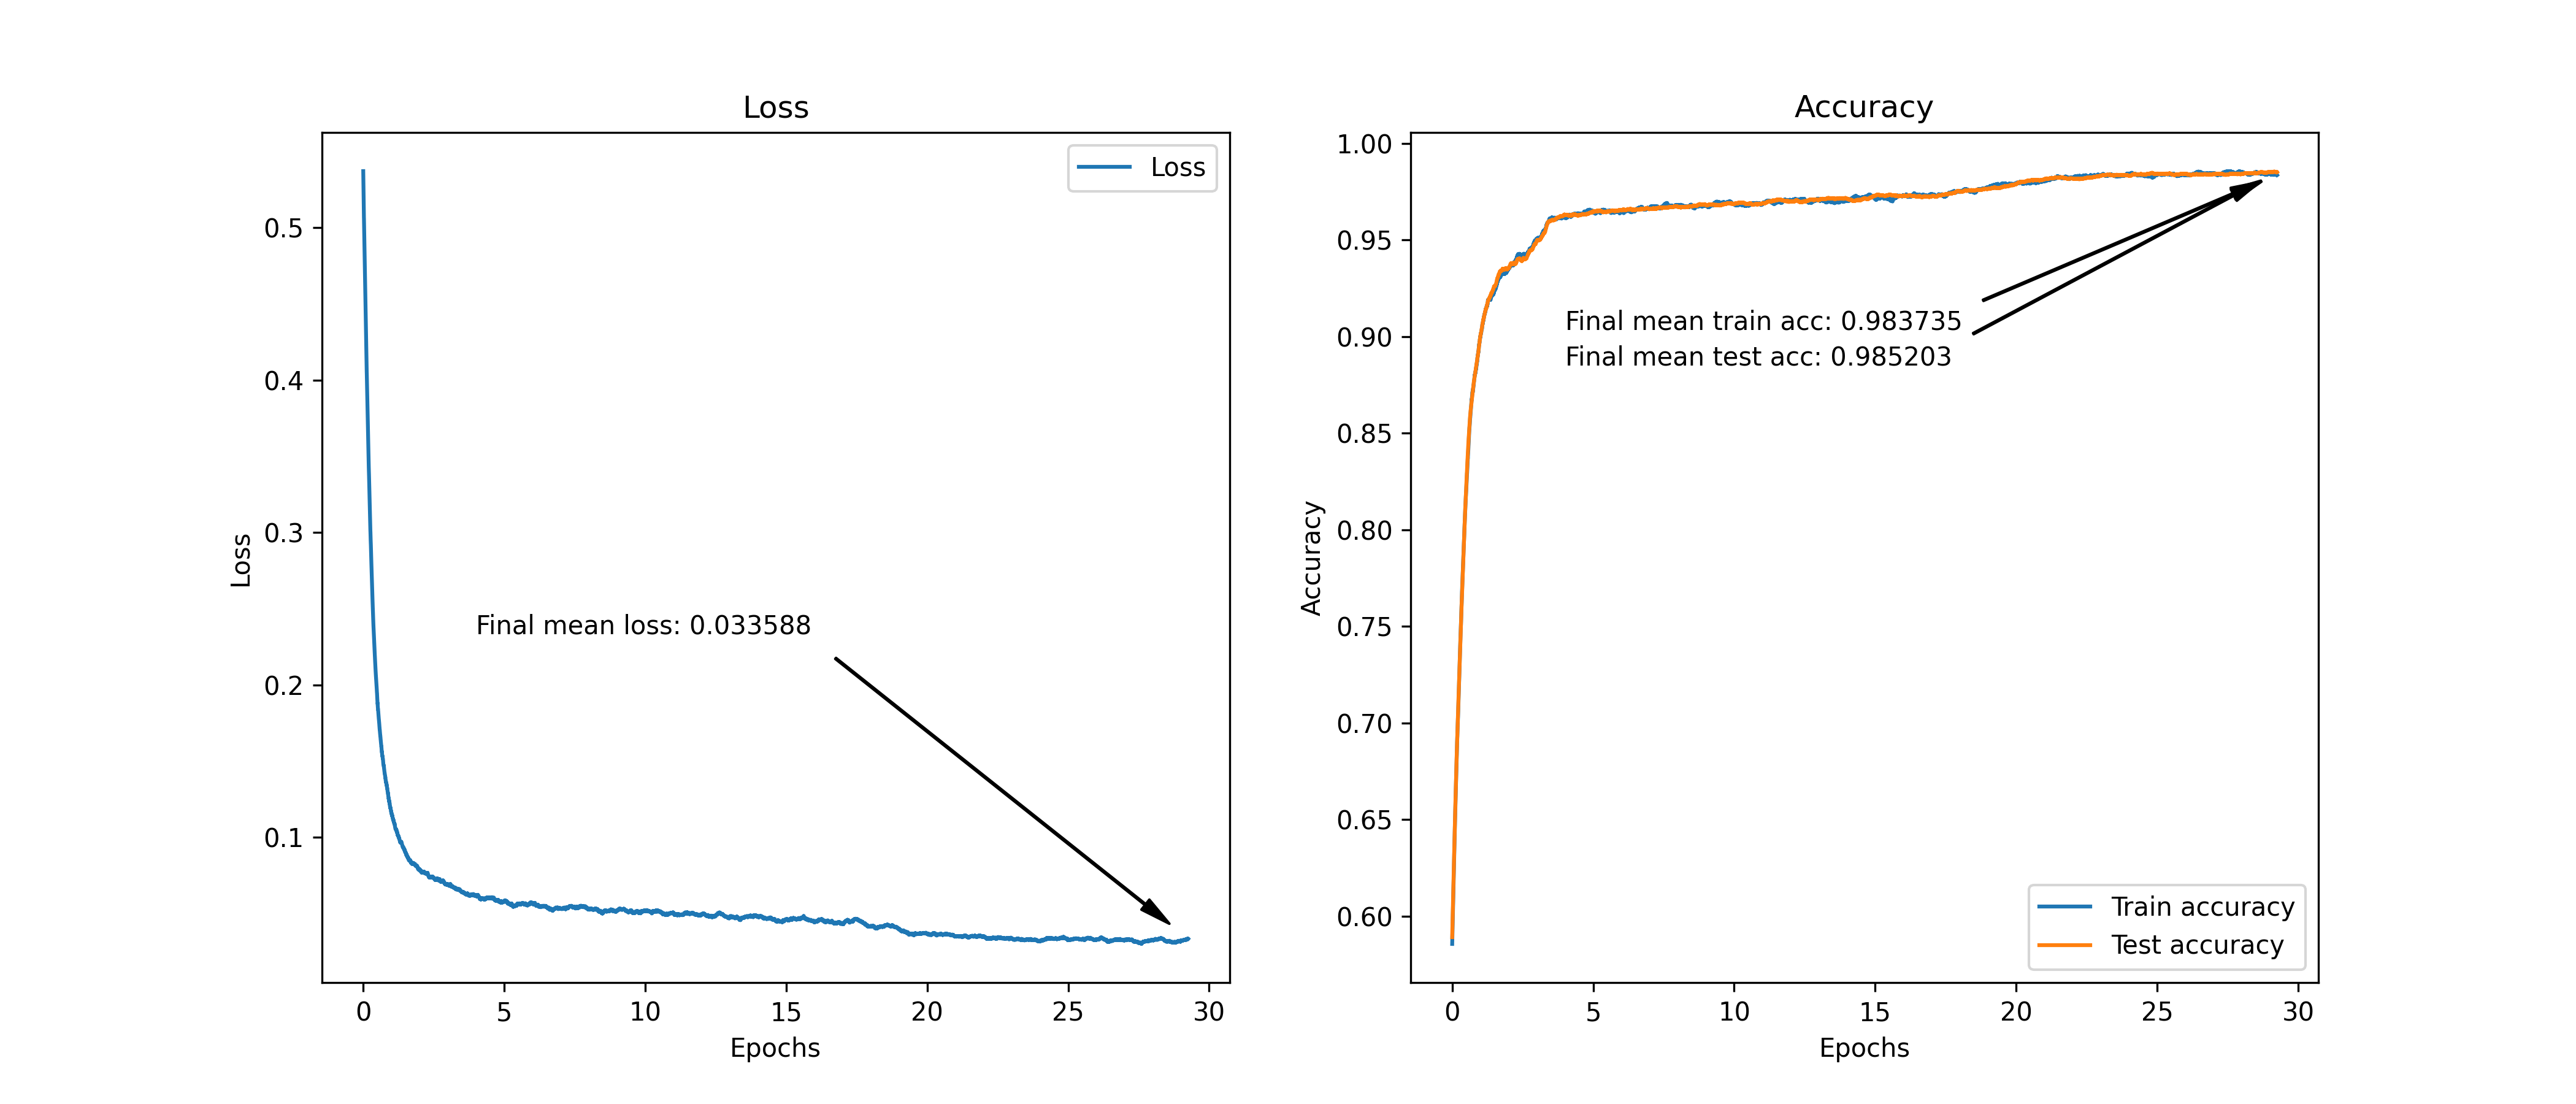 Loss
Loss
0.5
0.4
0.3
0.2
0.1
Loss
Final mean loss: 0.033588
0 5 10 15 20 25 30
Epochs
Accuracy
1.00
0.95
0.90
0.85
0.80
0.75
0.70
0.65
0.60
Accuracy
Final mean train acc: 0.983735
Final mean test acc: 0.985203
Train accuracy
Test accuracy
0 5 10 15 20 25 30
Epochs